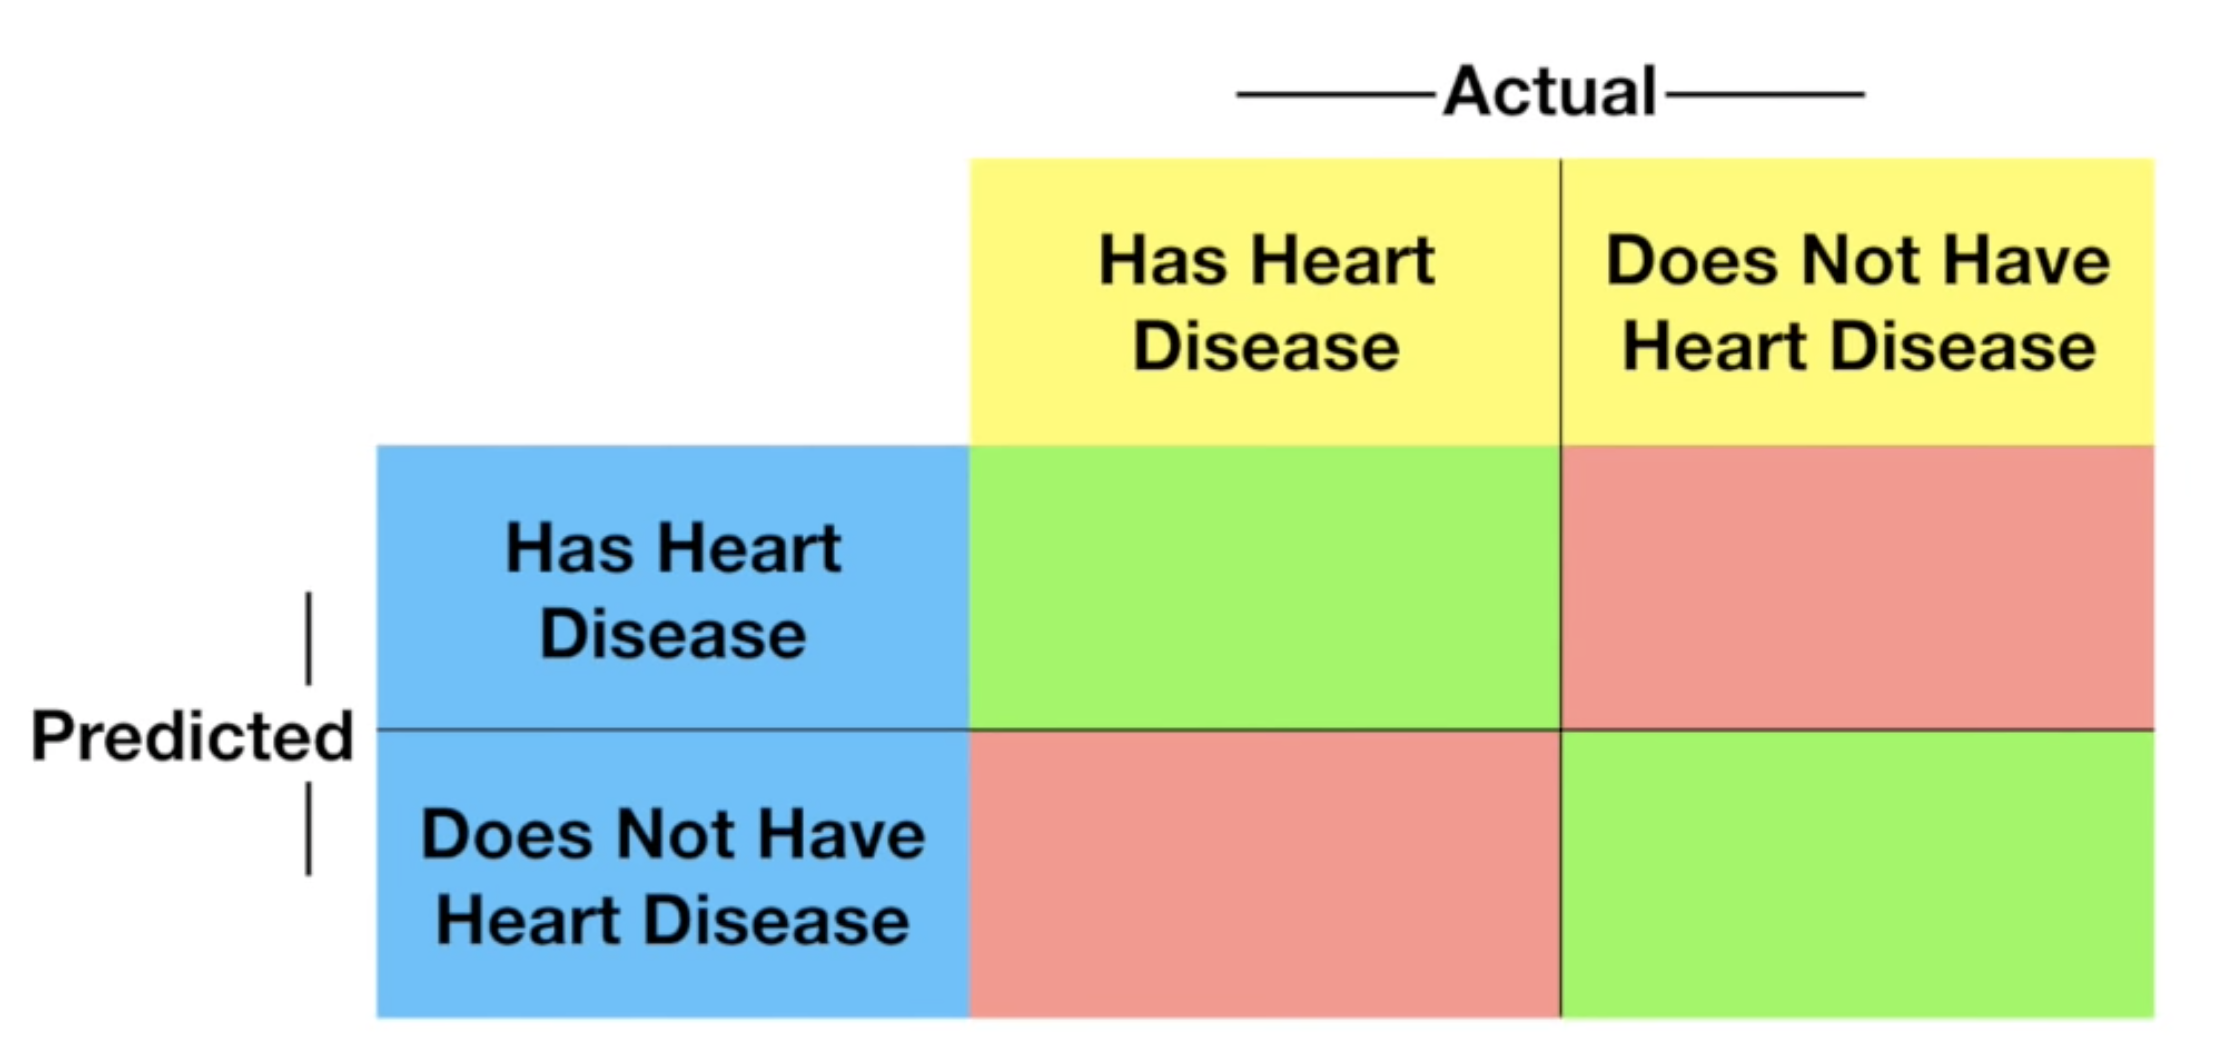 Actual
Has Heart
Disease
Does Not Have
Heart Disease
Has Heart
Disease
Predicted
Does Not Have
Heart Disease